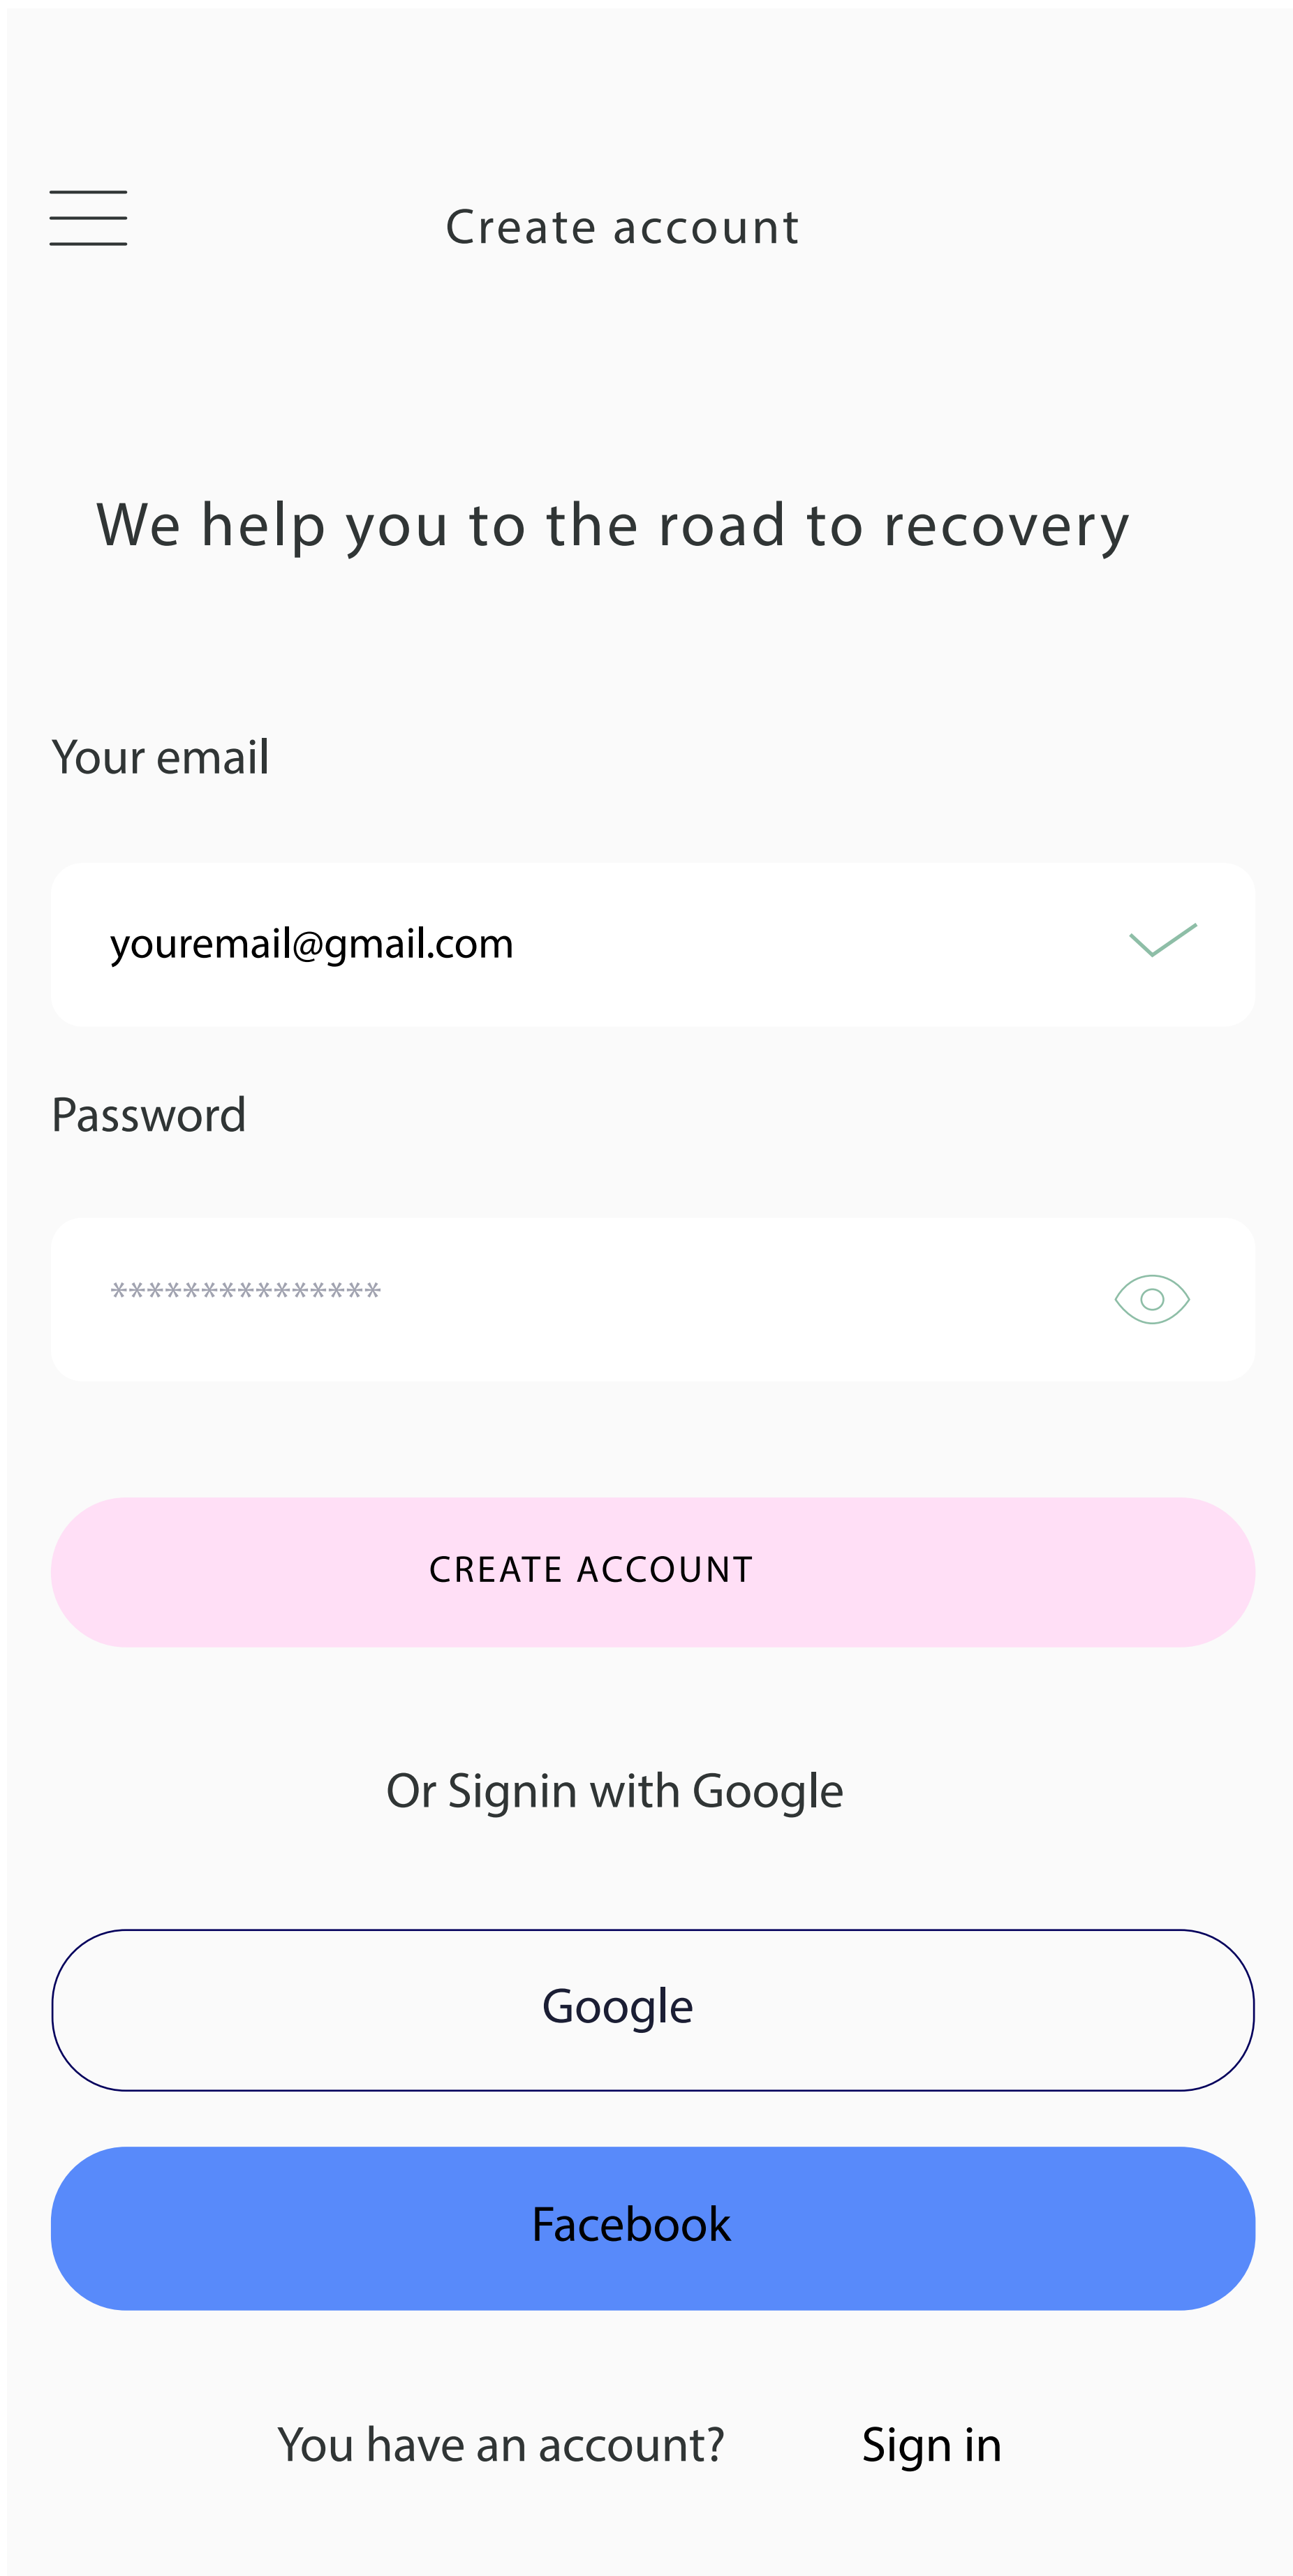 Create account
We help you to the road to recovery
Your email
youremail@gmail.com
Password
***************
CREATE ACCOUNT
Or Signin with Google
Google
Facebook
You have an account? Sign in